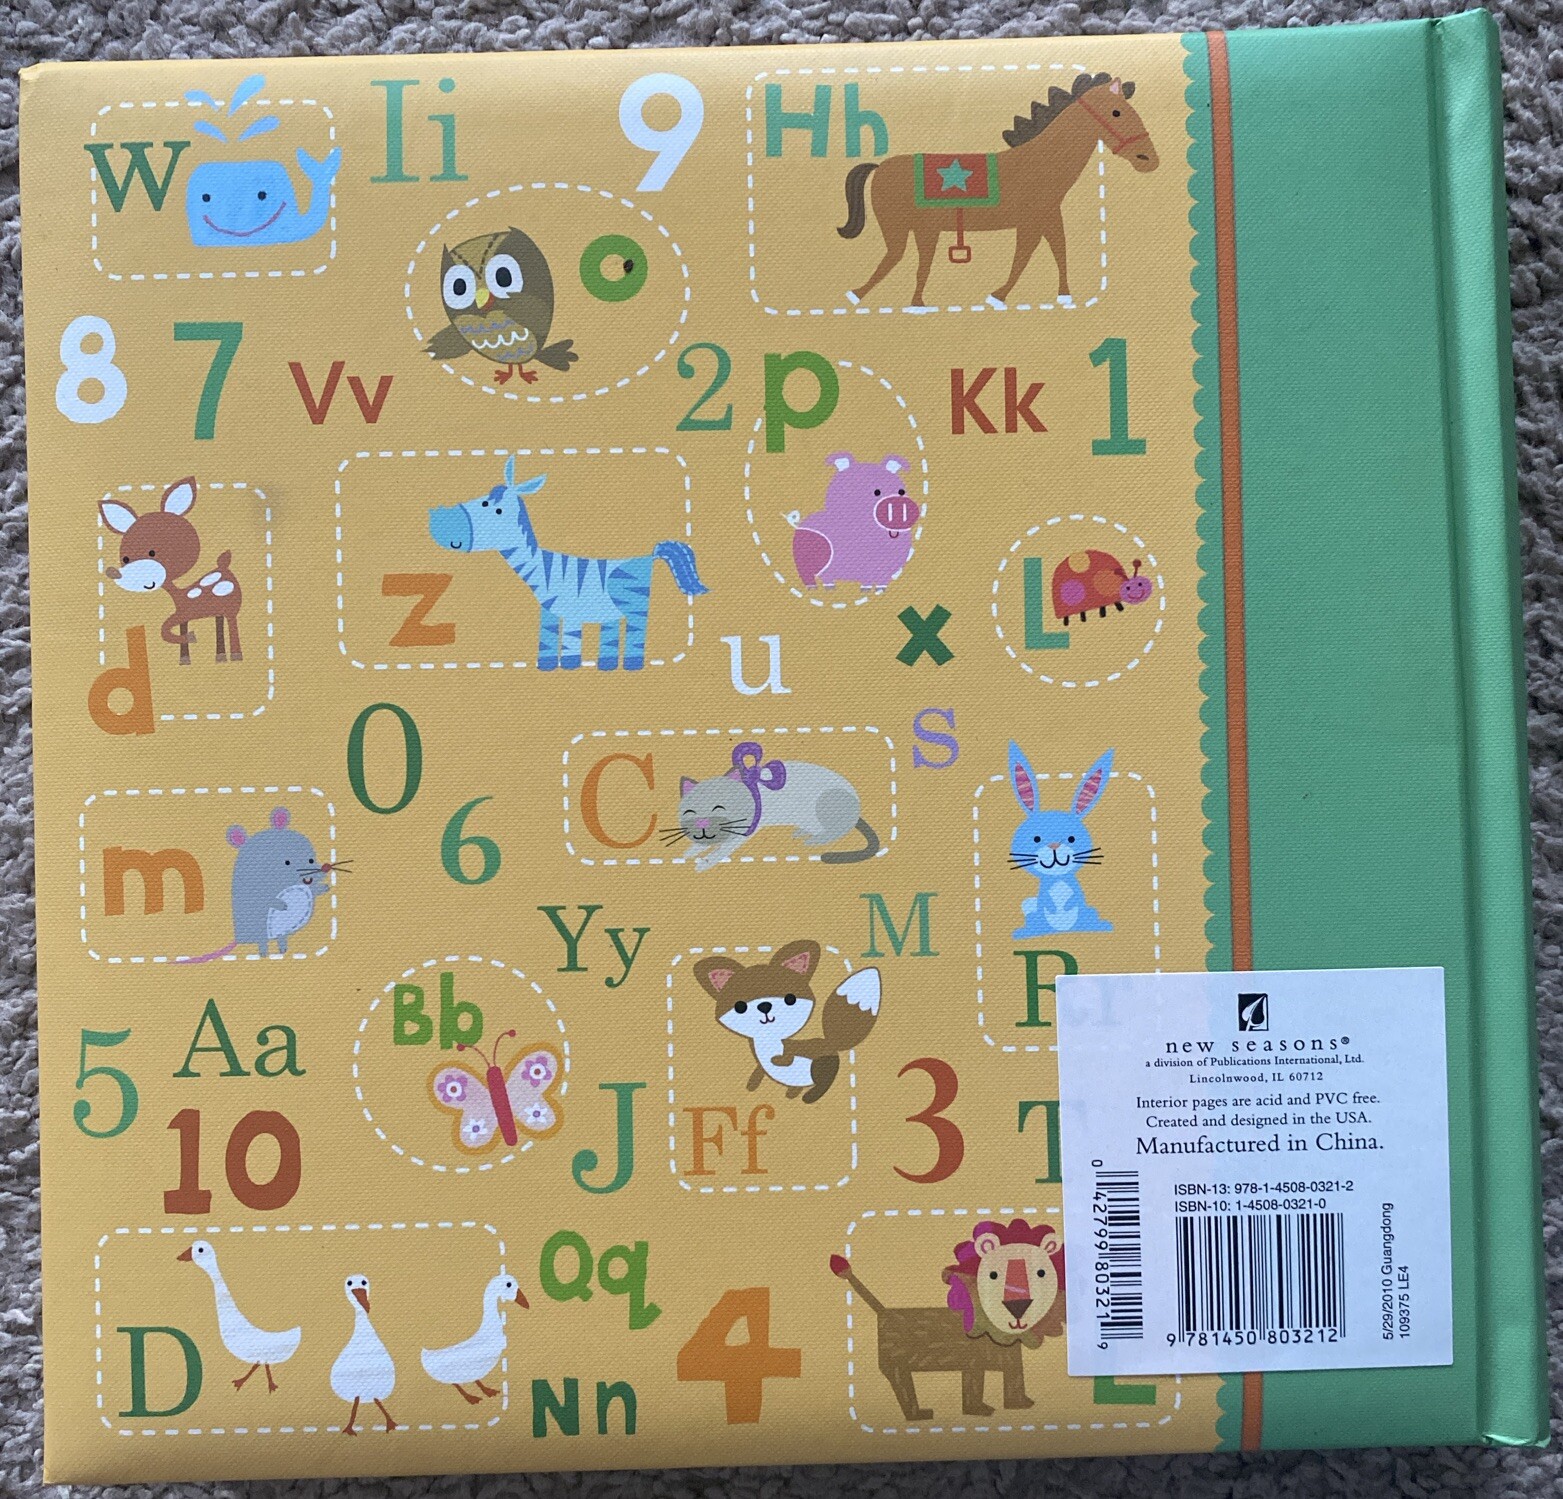 w
Ii
9
Hh
o
8
7
Vv
2
p
Kk
1
d
z
u
x
L
0
6
C
S
m
Yy
M
R
5
Aa
Bb
10
J
Ff
3
T
D
Qq
4
Nn
L
new seasons®
a division of Publications International, Ltd.
Lincolnwood, IL 60712
Interior pages are acid and PVC free.
Created and designed in the USA.
Manufactured in China.
ISBN-13: 978-1-4508-0321-2
ISBN-10: 1-4508-0321-0
9 781450 803212
0 42799 80321 9
5/29/2010 Guangdong
109375 LE4